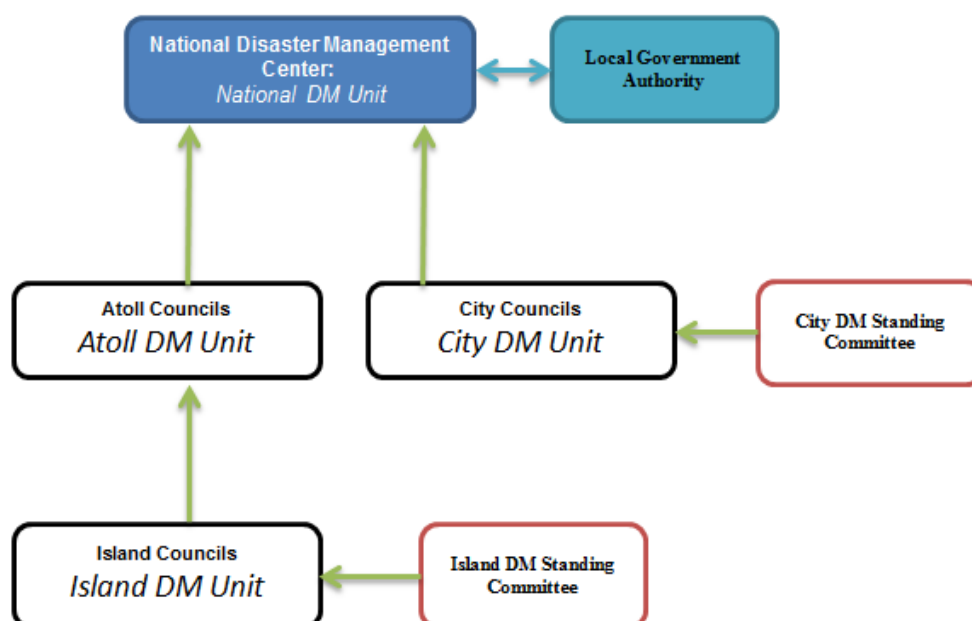 National Disaster Management
Center:
National DM Unit
Local Government
Authority
Atoll Councils
Atoll DM Unit
City Councils
City DM Unit
City DM Standing
Committee
Island Councils
Island DM Unit
Island DM Standing
Committee